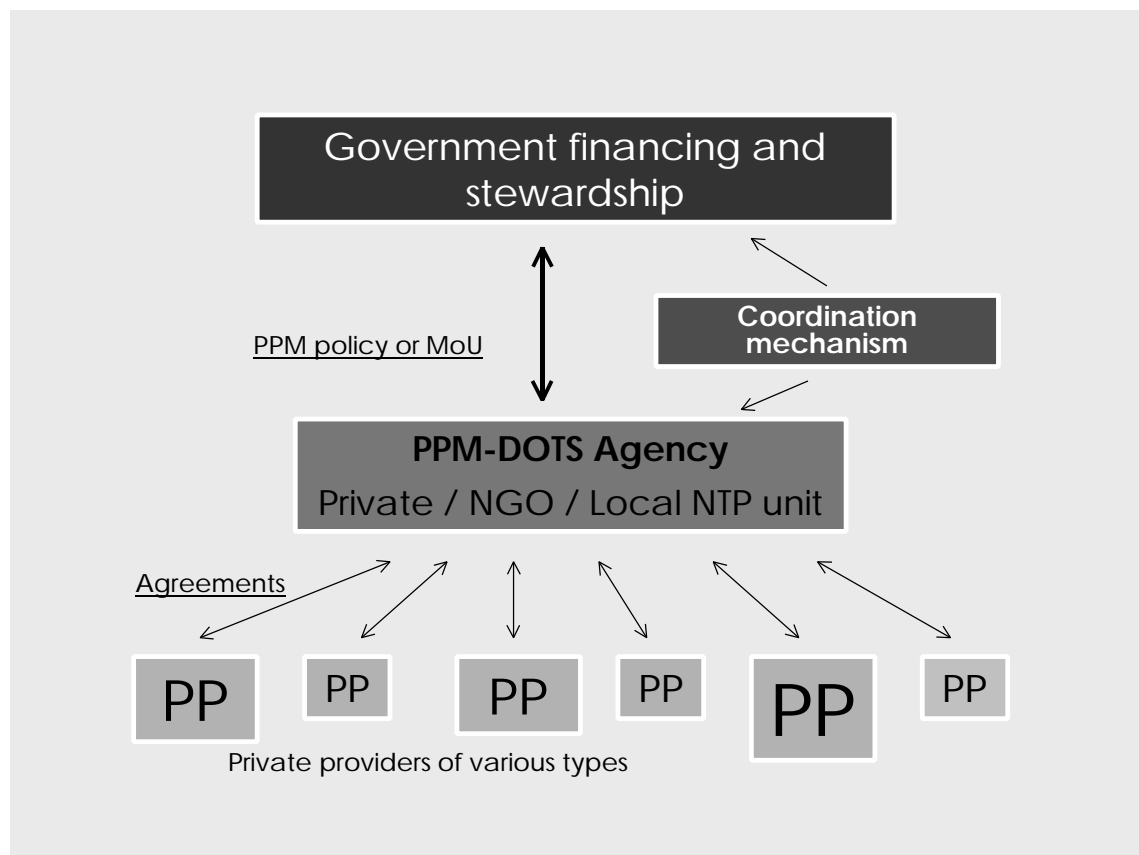 Government financing and
stewardship
Coordination
mechanism
PPM policy or MoU
PPM-DOTS Agency
Private / NGO / Local NTP unit
Agreements
PP
PP
PP
PP
PP
PP
Private providers of various types